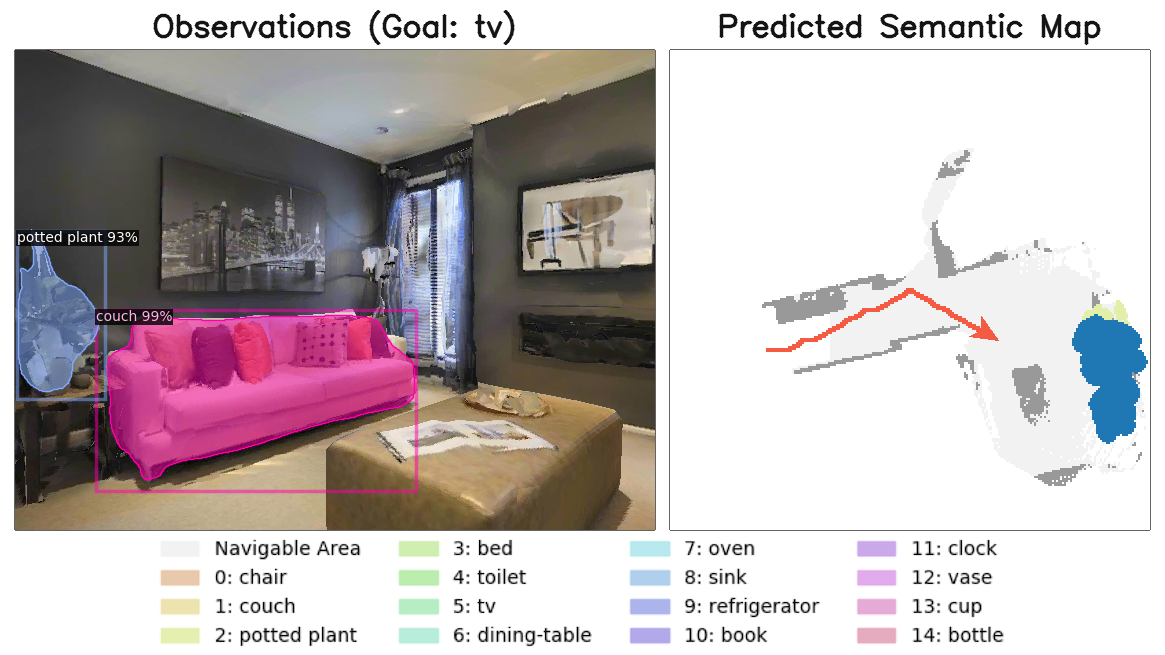 Observations (Goal: tv)
Predicted Semantic Map
potted plant 93%
couch 99%
Navigable Area
0: chair
1: couch
2: potted plant
3: bed
4: toilet
5: tv
6: dining-table
7: oven
8: sink
9: refrigerator
10: book
11: clock
12: vase
13: cup
14: bottle